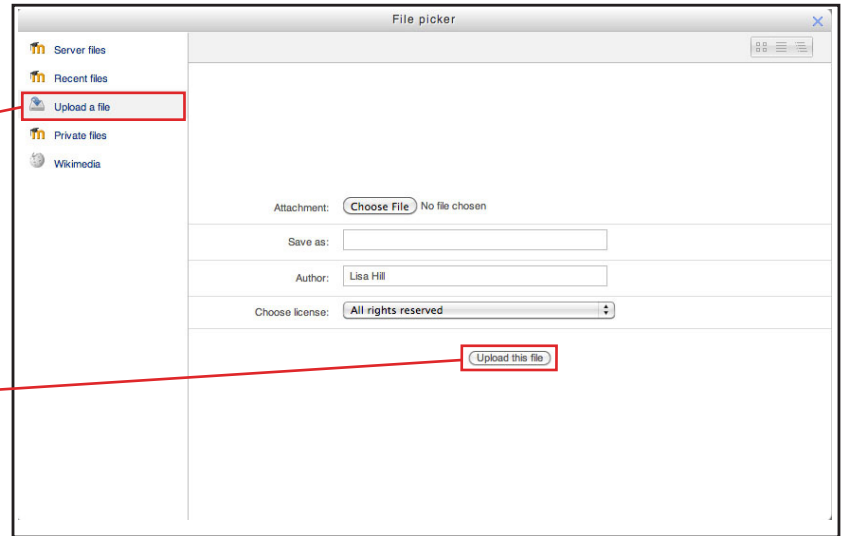 File picker
Server files
Recent files
Upload a file
Private files
Wikimedia
Attachment: Choose File No file chosen
Save as:
Author: Lisa Hill
Choose license: All rights reserved
Upload this file